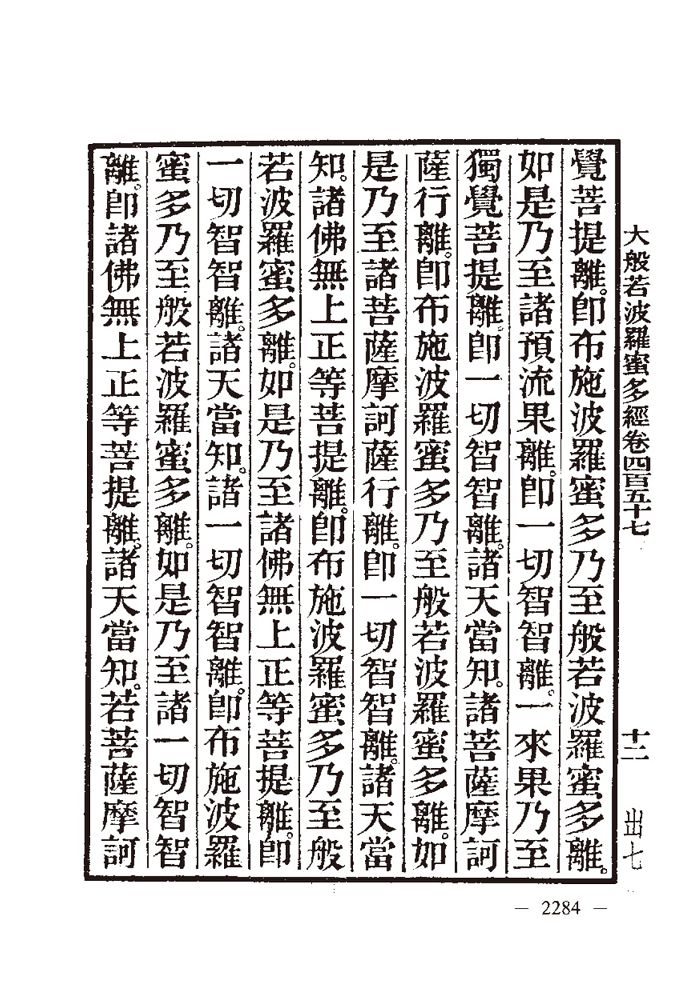 大般若波羅蜜多經卷四百五十七　十二　出七
覺菩提離。卽布施波羅蜜多乃至般若波羅蜜多離。
如是乃至諸預流果離。卽一切智智離。一來果乃至
獨覺菩提離。卽一切智智離。諸天當知。諸菩薩摩訶
薩行離。卽布施波羅蜜多乃至般若波羅蜜多離。如
是乃至諸菩薩摩訶薩行離。卽一切智智離。諸天當
知。諸佛無上正等菩提離。卽布施波羅蜜多乃至般
若波羅蜜多離。如是乃至諸佛無上正等菩提離。卽
一切智智離。諸天當知。諸一切智智離。卽布施波羅
蜜多乃至般若波羅蜜多離。如是乃至諸一切智智
離。卽諸佛無上正等菩提離。諸天當知。若菩薩摩訶
— 2284 —